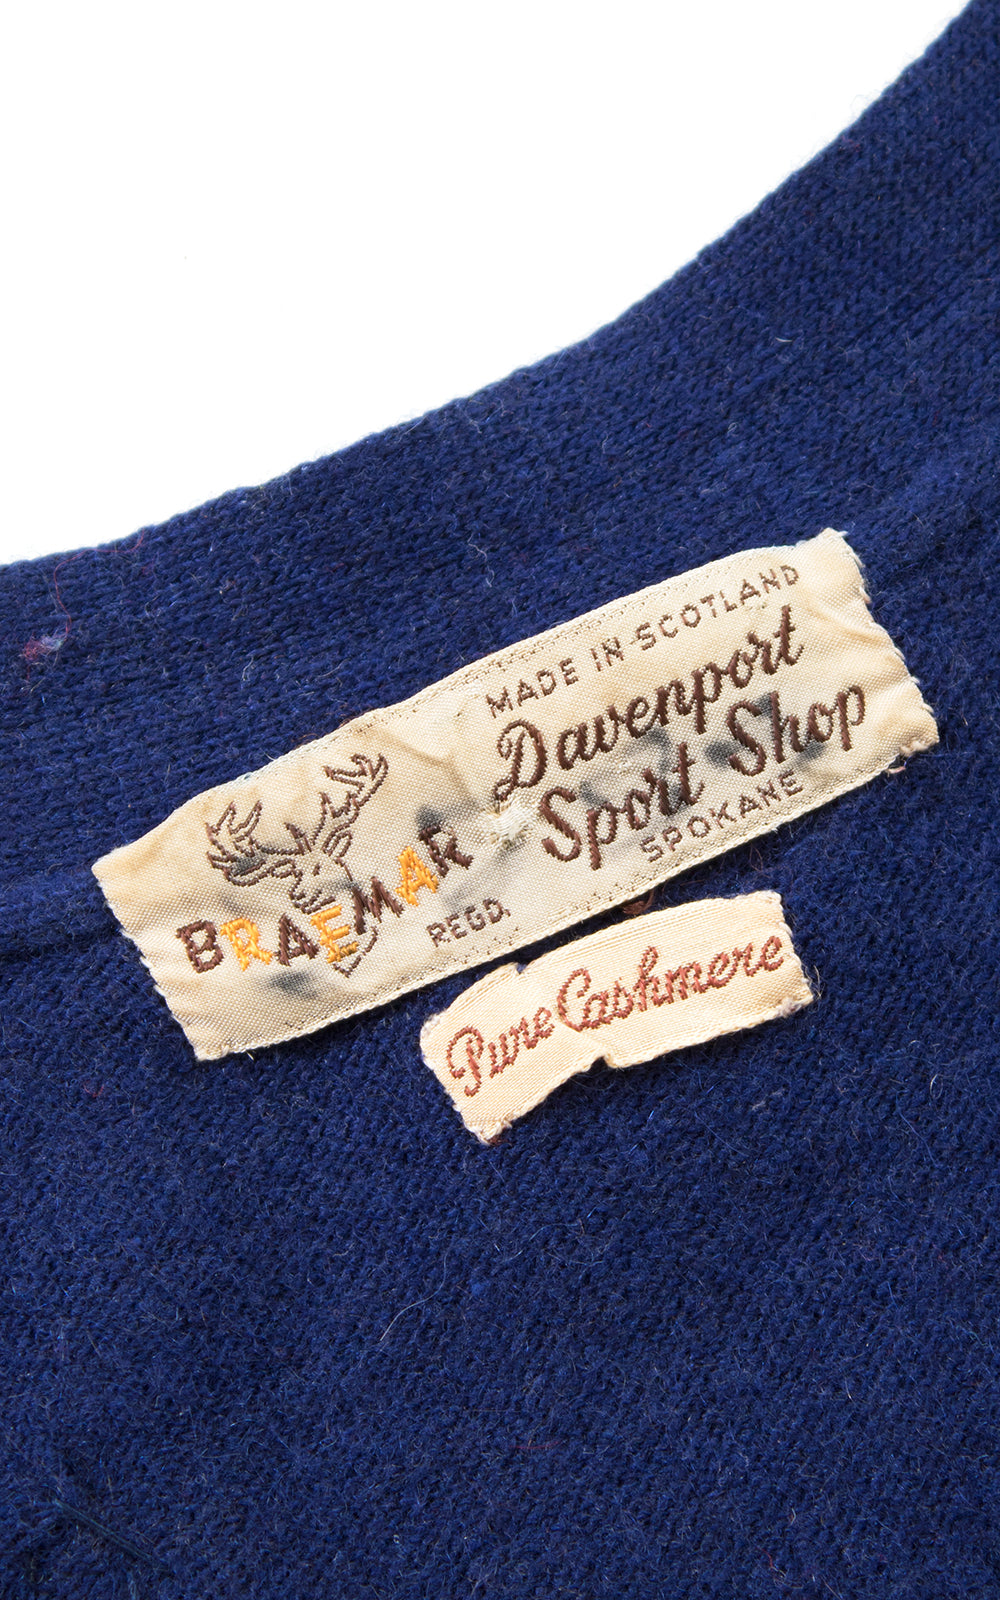 BRAEMAR
REGD.
MADE IN SCOTLAND
Davenport
Sport Shop
SPOKANE
Pure Cashmere